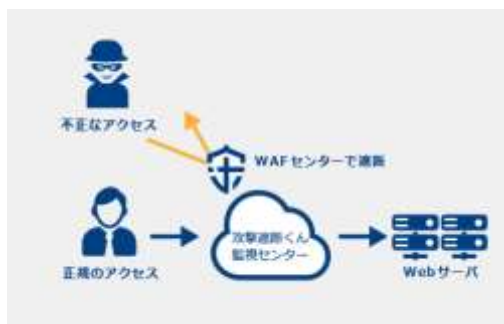 不正なアクセス
WAFセンターで遮断
攻撃遮断くん
監視センター
正規のアクセス
Webサーバ